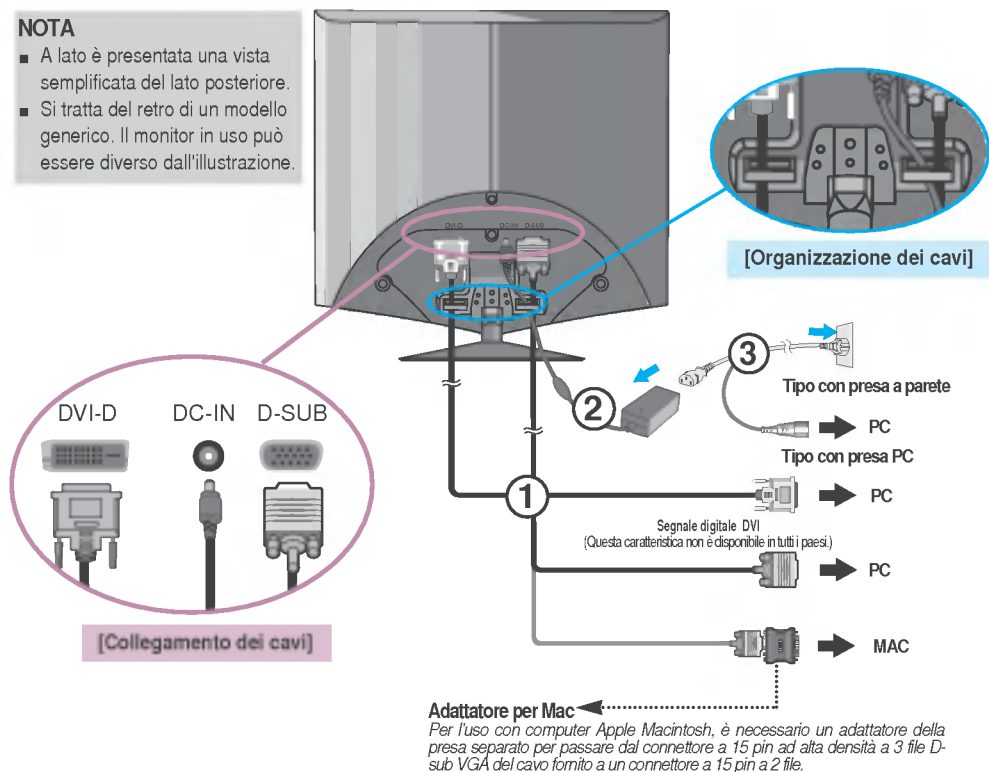 NOTA
■ A lato è presentata una vista
semplificata del lato posteriore.
■ Si tratta del retro di un modello
generico. Il monitor in uso può
essere diverso dall'illustrazione.
DVI-D DC-IN D-SUB
[Organizzazione dei cavi]
3
Tipo con presa a parete
2
PC
Tipo con presa PC
DVI-D DC-IN D-SUB
1
PC
Segnale digitale DVI
(Questa caratteristica non è disponibile in tutti i paesi.)
PC
[Collegamento dei cavi]
MAC
Adattatore per Mac
Per l'uso con computer Apple Macintosh, è necessario un adattatore della
presa separato per passare dal connettore a 15 pin ad alta densità a 3 file D-
sub VGA del cavo fornito a un connettore a 15 pin a 2 file.